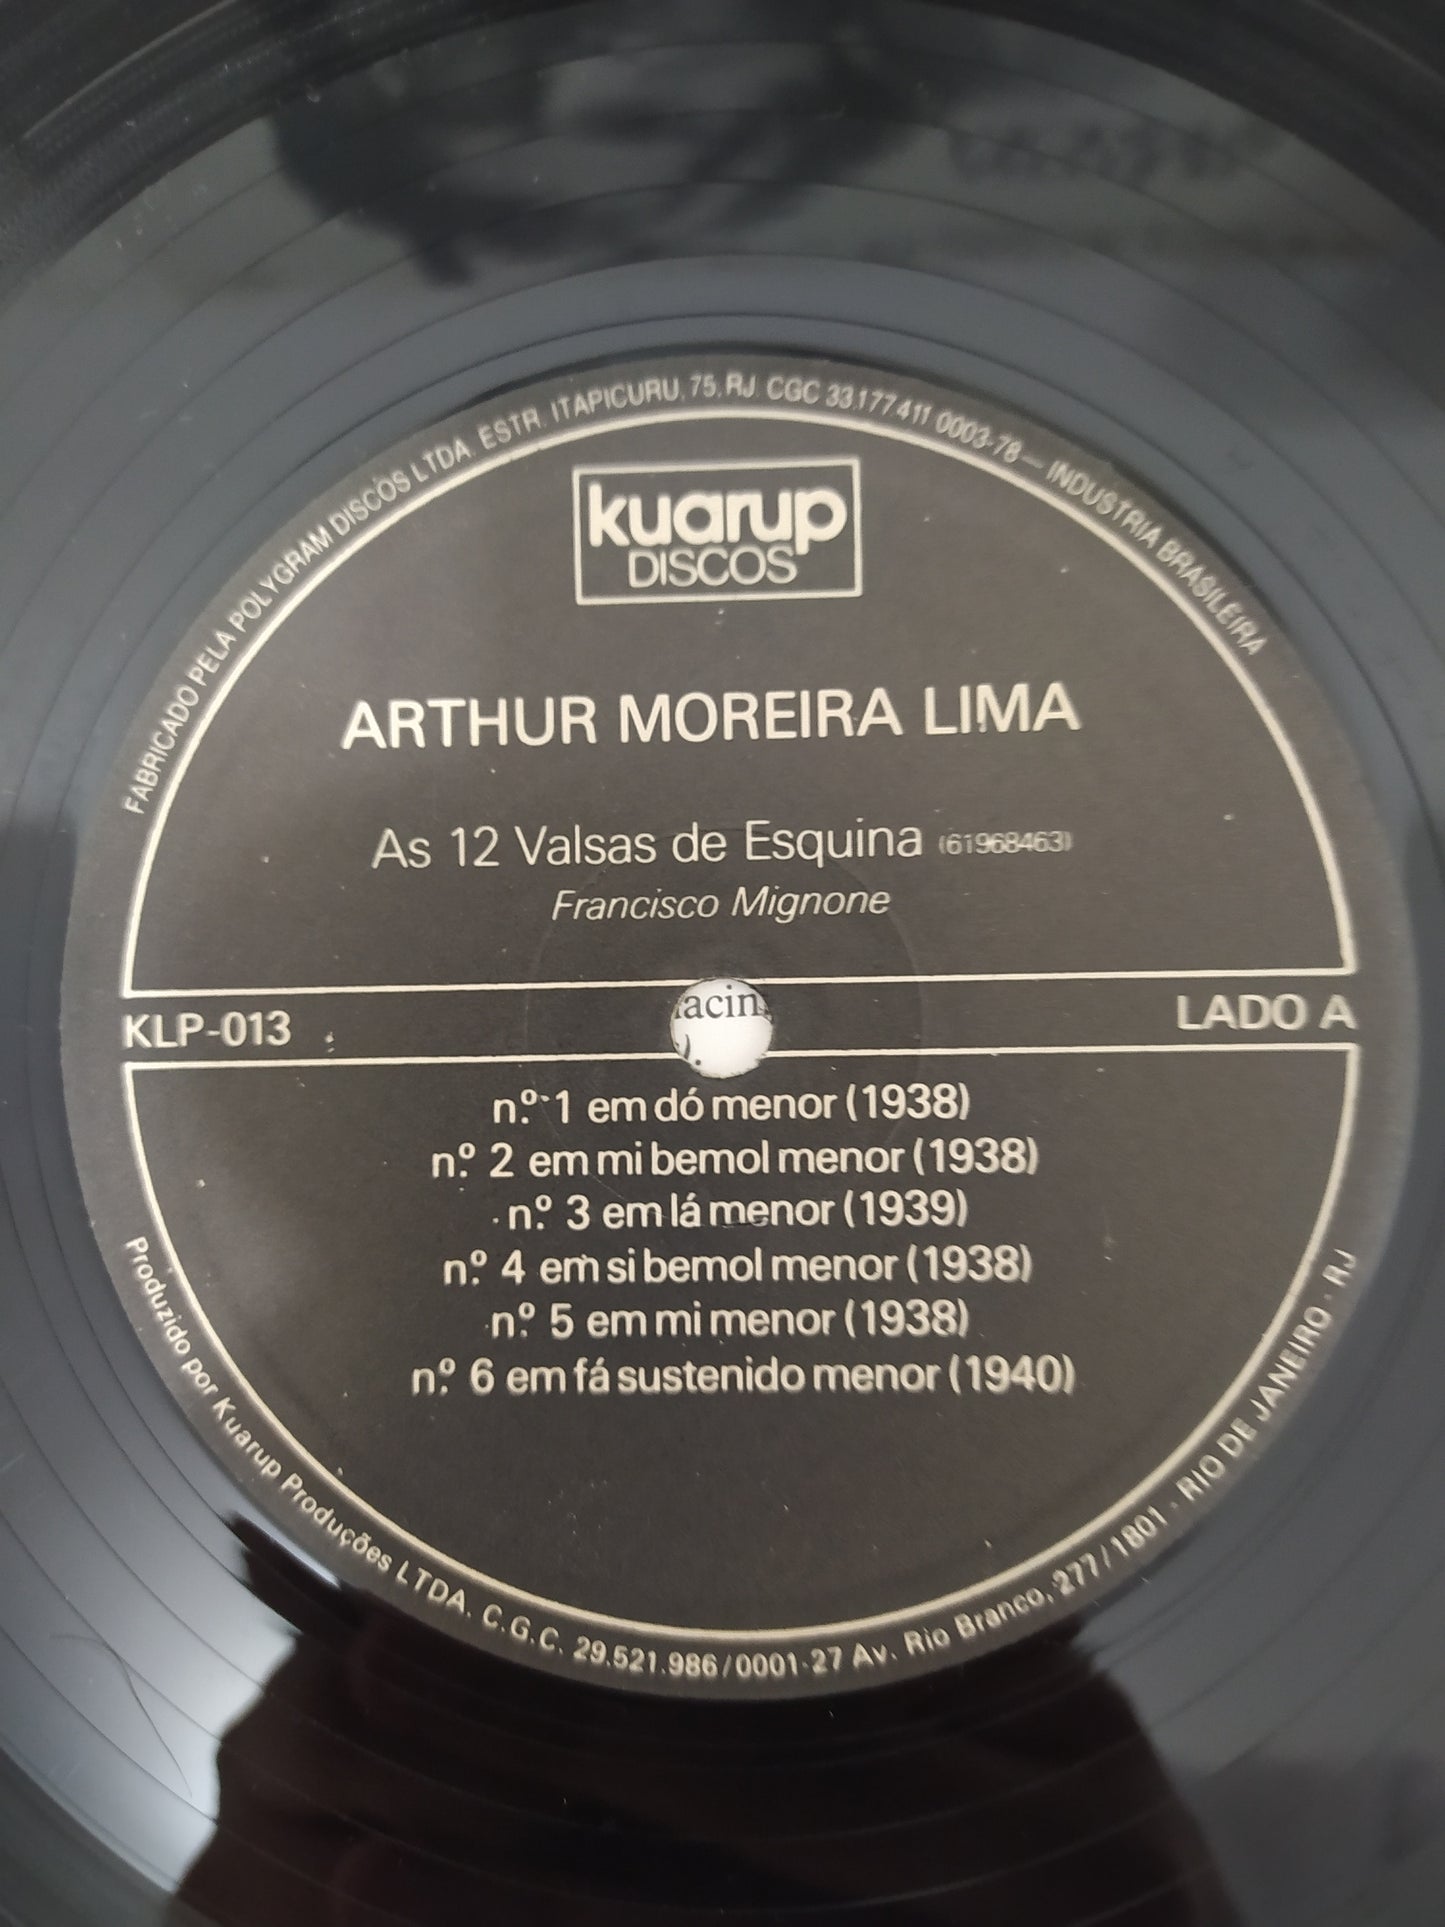 FABRICADO PELA POLYGRAM DISCOS LTDA. ESTR. ITAPICURU, 75, RJ. CGC 33.177.411 0003-78 — INDUSTRIA BRASILEIRA
kuarup
DISCOS
ARTHUR MOREIRA LIMA
As 12 Valsas de Esquina (61968463)
Francisco Mignone
KLP-013
acin
).
LADO A
n.º 1 em dó menor (1938)
n.º 2 em mi bemol menor (1938)
n.º 3 em lá menor (1939)
n.º 4 em si bemol menor (1938)
n.º 5 em mi menor (1938)
n.º 6 em fá sustenido menor (1940)
Produzido por Kuarup Produções LTDA. C.G.C. 29.521.986/0001-27 Av. Rio Branco, 277/1801 - RIO DE JANEIRO - RJ